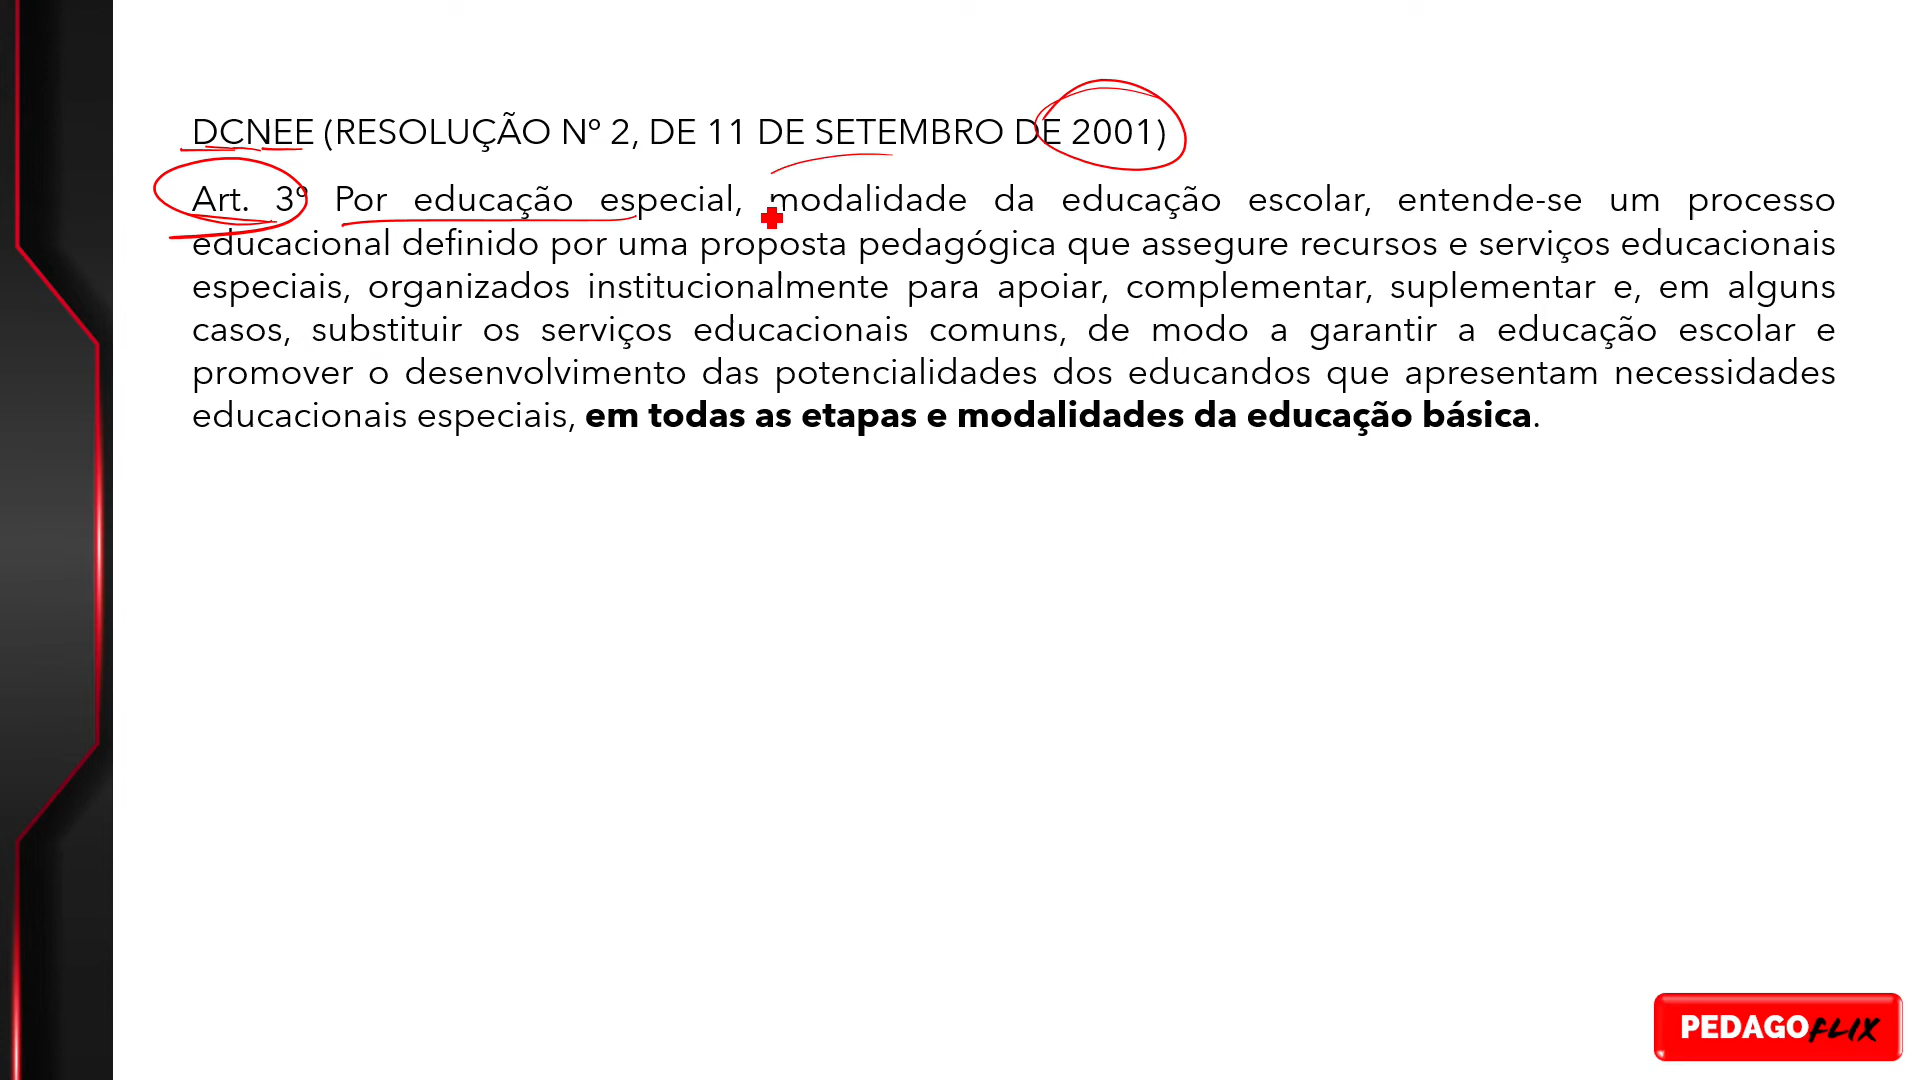 DCNEE (RESOLUÇÃO Nº 2, DE 11 DE SETEMBRO DE 2001)
Art. 3º Por educação especial, modalidade da educação escolar, entende-se um processo
educacional definido por uma proposta pedagógica que assegure recursos e serviços educacionais
especiais, organizados institucionalmente para apoiar, complementar, suplementar e, em alguns
casos, substituir os serviços educacionais comuns, de modo a garantir a educação escolar e
promover o desenvolvimento das potencialidades dos educandos que apresentam necessidades
educacionais especiais, em todas as etapas e modalidades da educação básica.
PEDAGOFLIX